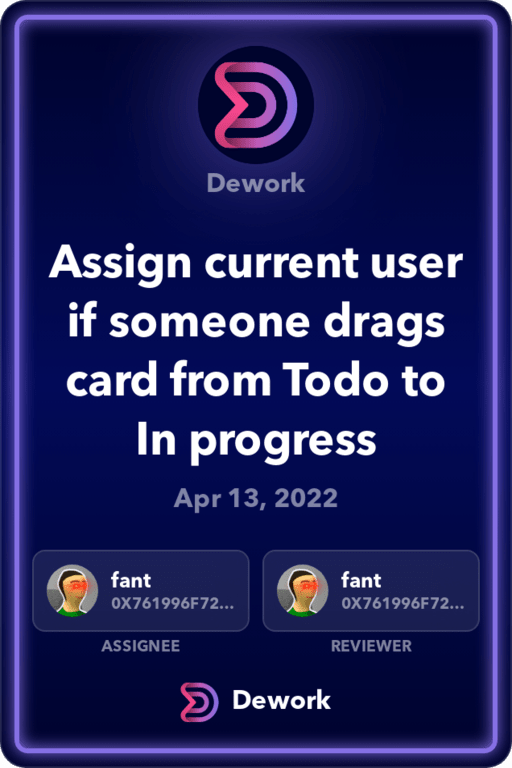 Dework
Assign current user
if someone drags
card from Todo to
In progress
Apr 13, 2022
fant
0X761996F72...
ASSIGNEE
fant
0X761996F72...
REVIEWER
Dework